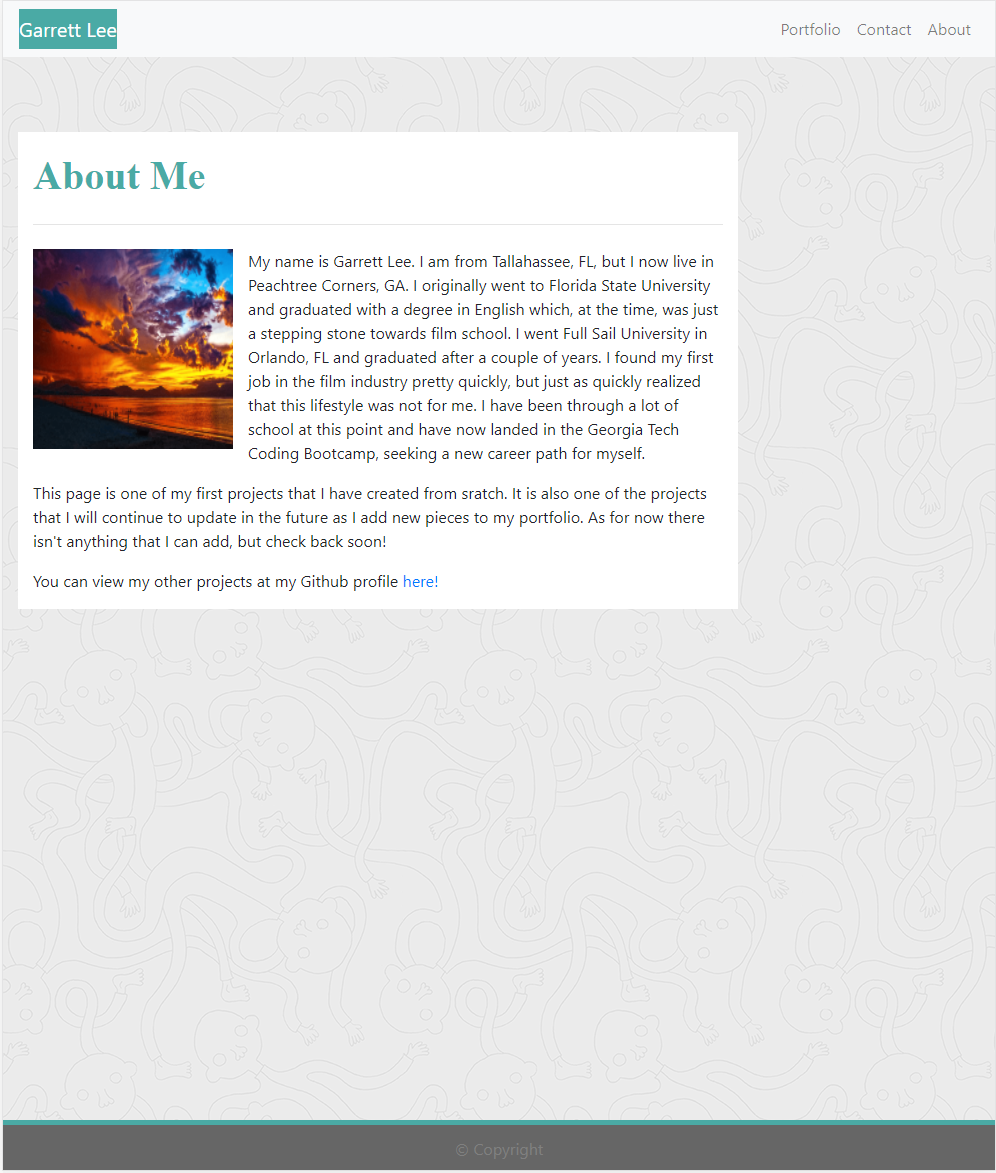 Garrett Lee
Portfolio Contact About
About Me
My name is Garrett Lee. I am from Tallahassee, FL, but I now live in
Peachtree Corners, GA. I originally went to Florida State University
and graduated with a degree in English which, at the time, was just
a stepping stone towards film school. I went Full Sail University in
Orlando, FL and graduated after a couple of years. I found my first
job in the film industry pretty quickly, but just as quickly realized
that this lifestyle was not for me. I have been through a lot of
school at this point and have now landed in the Georgia Tech
Coding Bootcamp, seeking a new career path for myself.
This page is one of my first projects that I have created from sratch. It is also one of the projects
that I will continue to update in the future as I add new pieces to my portfolio. As for now there
isn't anything that I can add, but check back soon!
You can view my other projects at my Github profile here!
© Copyright